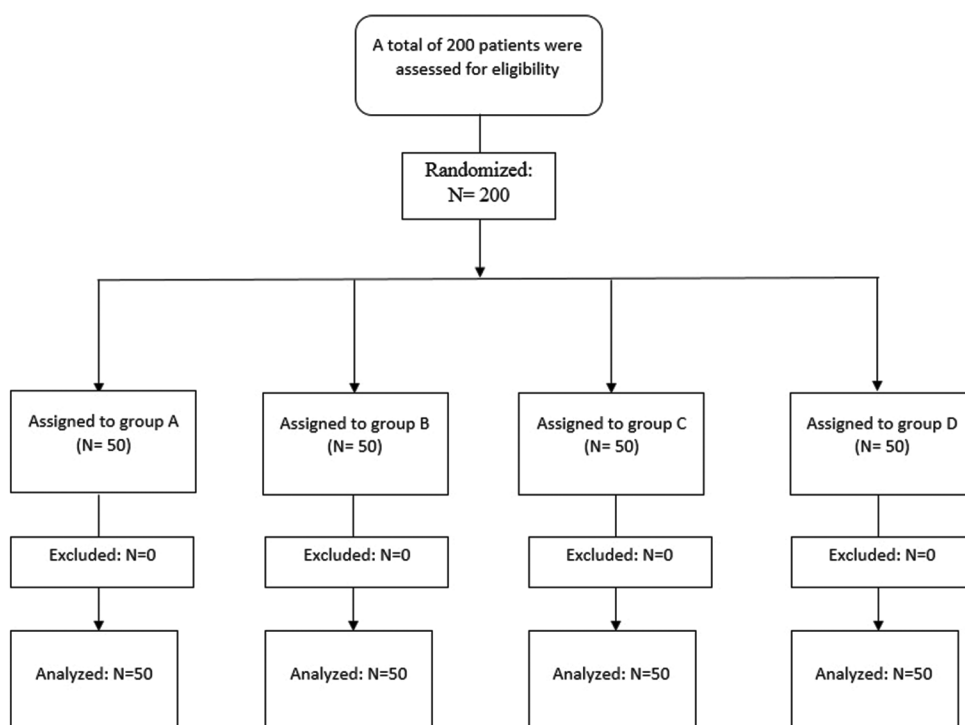 A total of 200 patients were
assessed for eligibility
Randomized:
N= 200
Assigned to group A
(N= 50)
Assigned to group B
(N= 50)
Assigned to group C
(N= 50)
Assigned to group D
(N= 50)
Excluded: N=0
Excluded: N=0
Excluded: N=0
Excluded: N=0
Analyzed: N=50
Analyzed: N=50
Analyzed: N=50
Analyzed: N=50